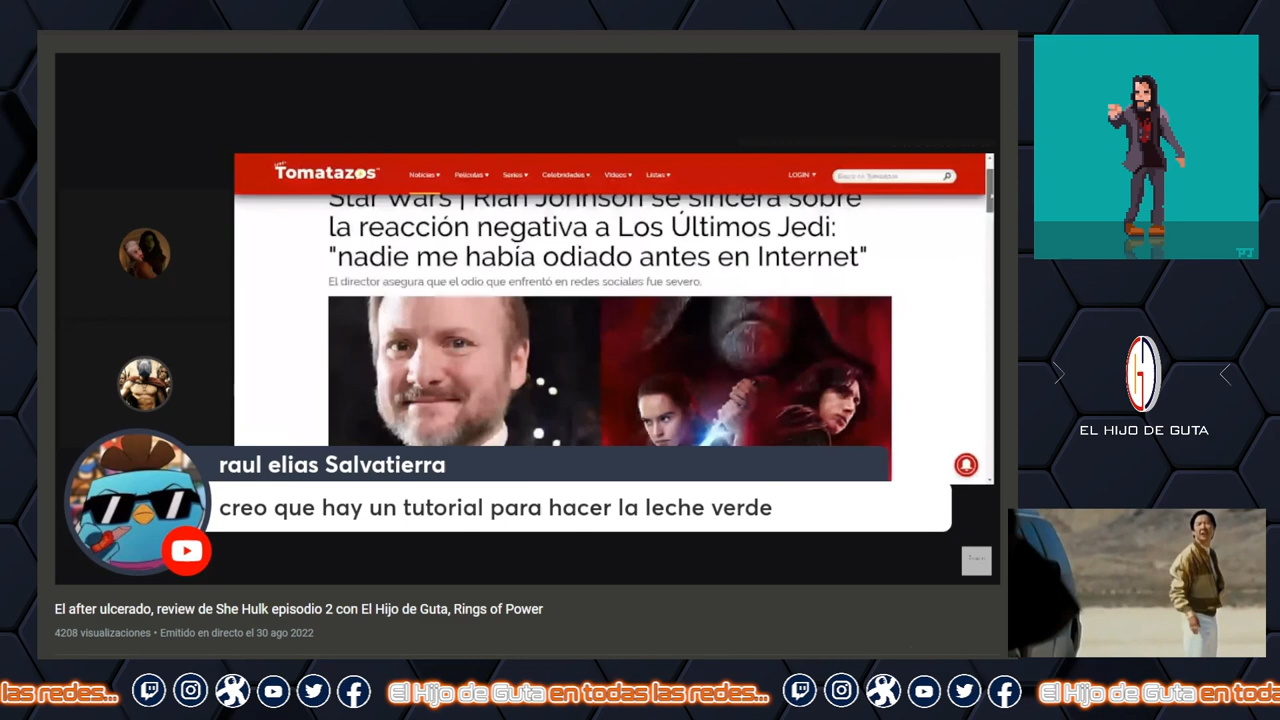 Tomatazos
Noticias
Películas
Series
Celebridades
Videos
Listas
LOGIN
Star Wars | Rian Johnson se sincera sobre
la reacción negativa a Los Últimos Jedi:
"nadie me había odiado antes en Internet"
El director asegura que el odio que enfrentó en redes sociales fue severo.
raul elias Salvatierra
creo que hay un tutorial para hacer la leche verde
El after ulcerado, review de She Hulk episodio 2 con El Hijo de Guta, Rings of Power
4208 visualizaciones • Emitido en directo el 30 ago 2022
EL HIJO DE GUTA
las redes... El Hijo de Guta en todas las redes... El Hijo de Guta en toda